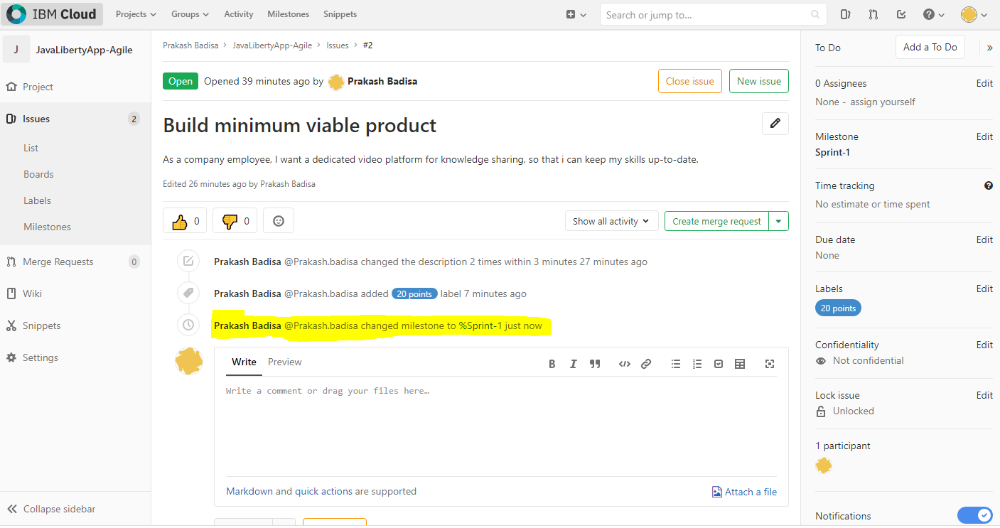 IBM Cloud Projects Groups Activity Milestones Snippets Search or jump to...
J JavaLibertyApp-Agile
Project
Issues 2
List
Boards
Labels
Milestones
Merge Requests 0
Wiki
Snippets
Settings
Collapse sidebar
Prakash Badisa > JavaLibertyApp-Agile > Issues > #2
Open Opened 39 minutes ago by Prakash Badisa Close issue New issue
Build minimum viable product
As a company employee, I want a dedicated video platform for knowledge sharing, so that i can keep my skills up-to-date.
Edited 26 minutes ago by Prakash Badisa
0 0 Show all activity Create merge request
Prakash Badisa @Prakash.badisa changed the description 2 times within 3 minutes 27 minutes ago
Prakash Badisa @Prakash.badisa added 20 points label 7 minutes ago
Prakash Badisa @Prakash.badisa changed milestone to %Sprint-1 just now
Write Preview
Write a comment or drag your files here…
Markdown and quick actions are supported Attach a file
To Do Add a To Do »
0 Assignees Edit
None - assign yourself
Milestone Edit
Sprint-1
Time tracking
No estimate or time spent
Due date Edit
None
Labels Edit
20 points
Confidentiality Edit
Not confidential
Lock issue Edit
Unlocked
1 participant
Notifications